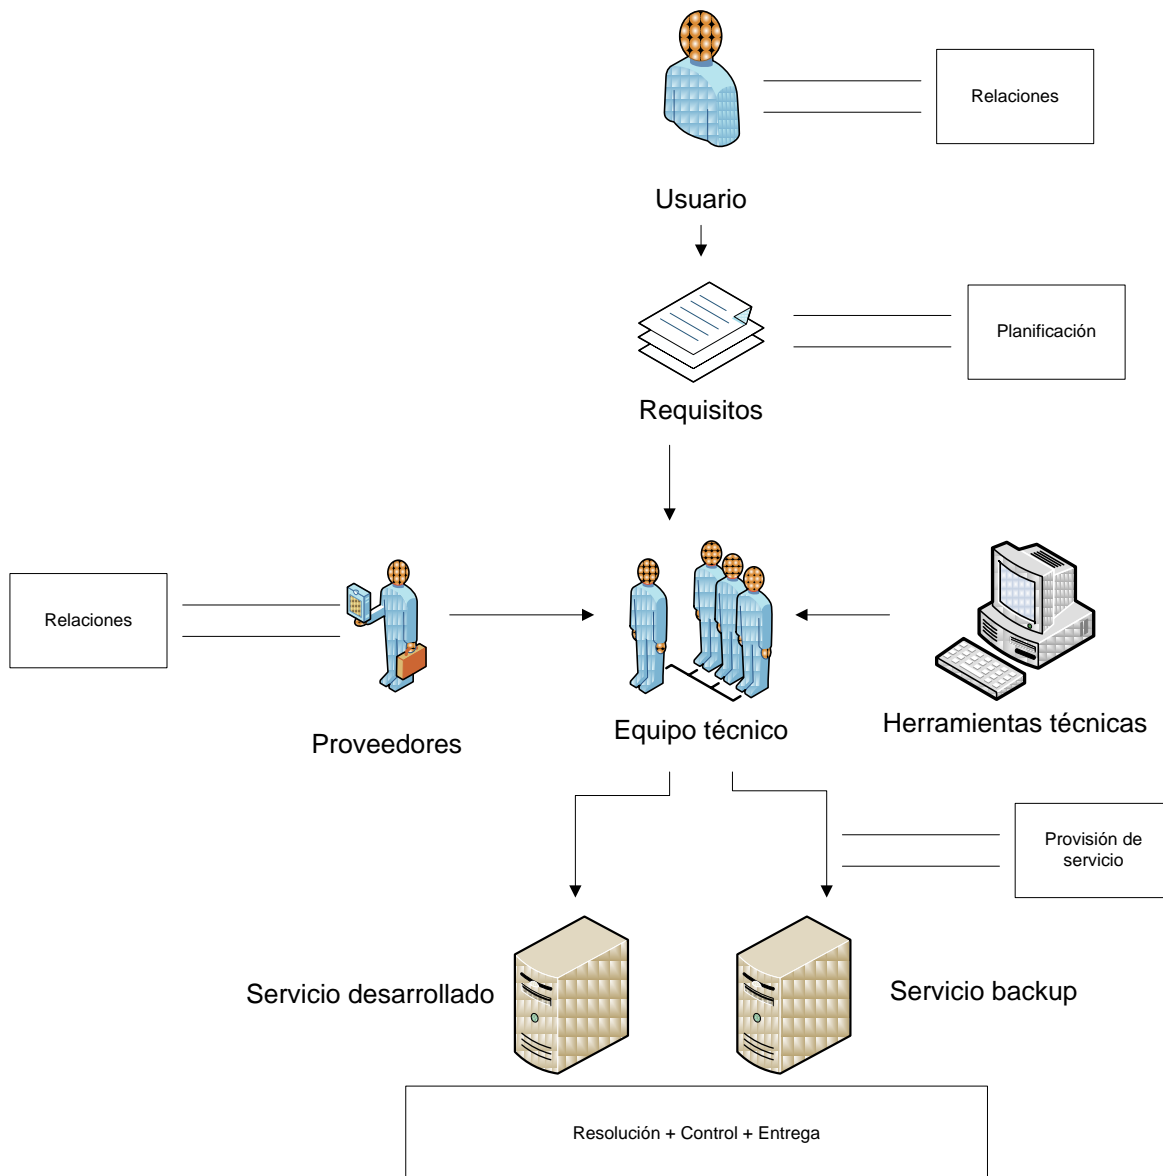 Relaciones
Usuario
Planificación
Requisitos
Relaciones
Proveedores
Equipo técnico
Herramientas técnicas
Provisión de
servicio
Servicio desarrollado
Servicio backup
Resolución + Control + Entrega